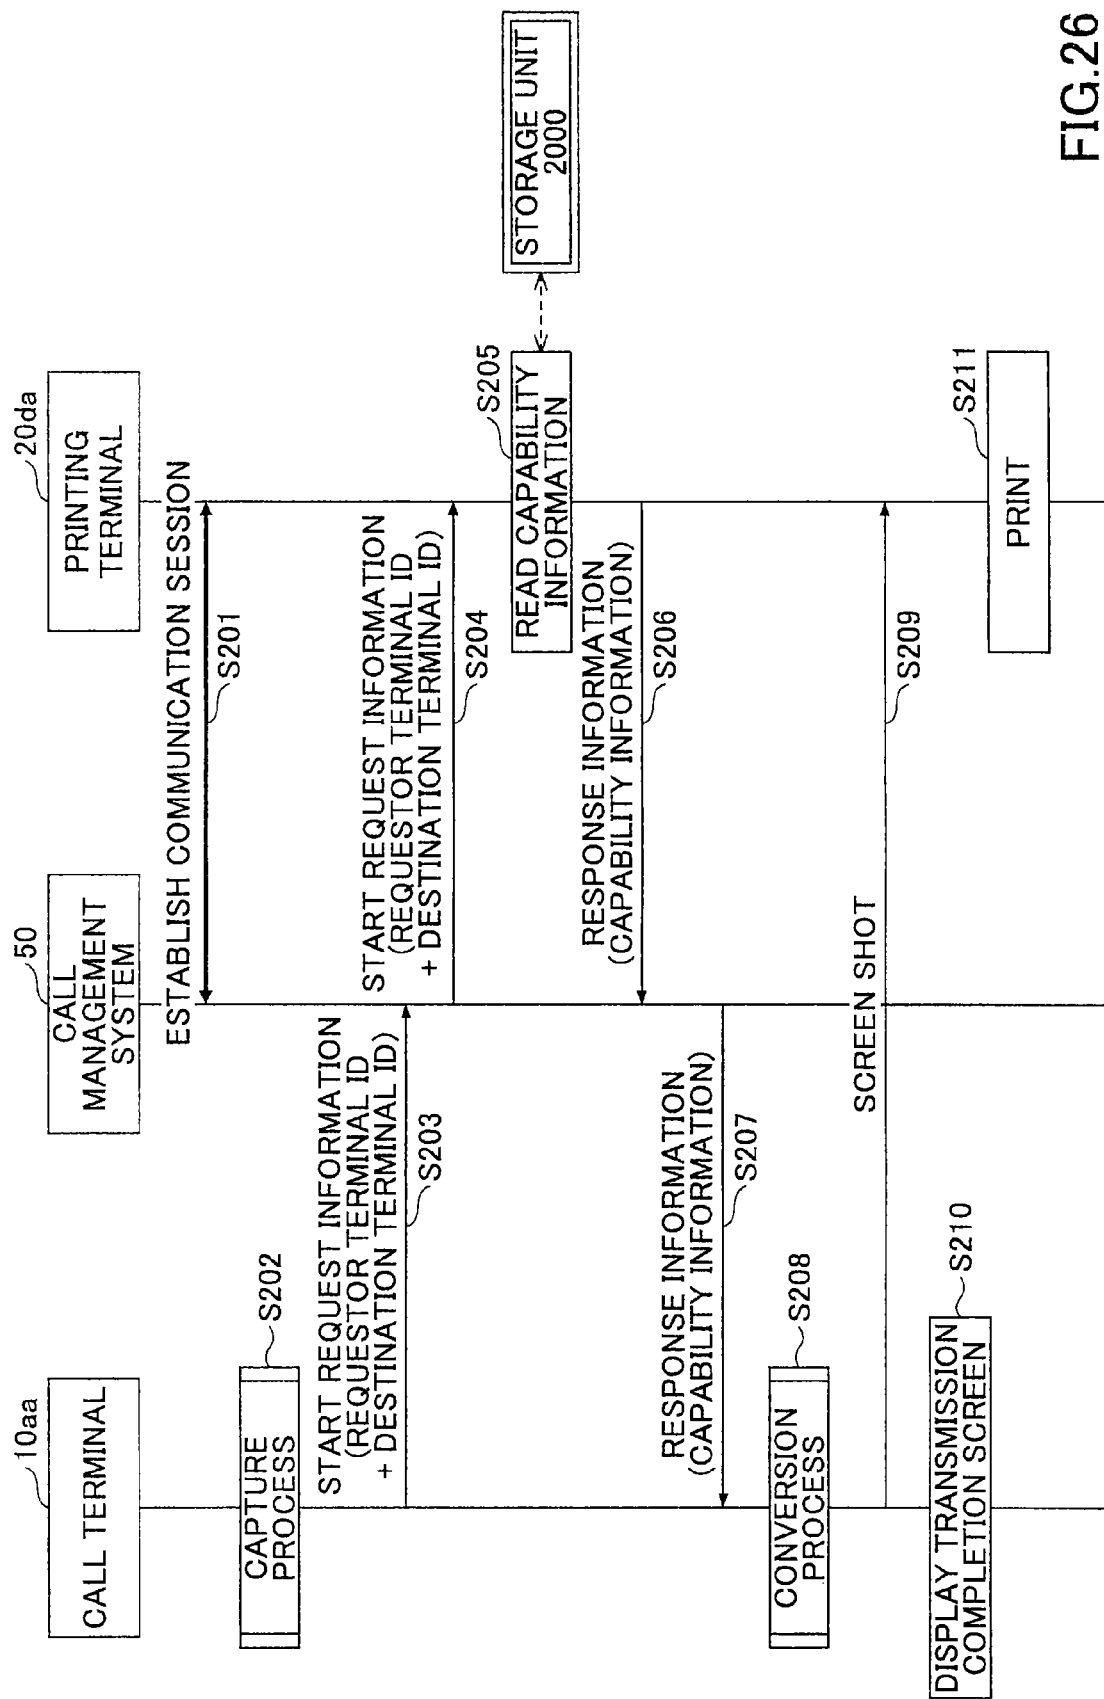 10aa
CALL TERMINAL
50
CALL
MANAGEMENT
SYSTEM
20da
PRINTING
TERMINAL
ESTABLISH COMMUNICATION SESSION
S201
CAPTURE
PROCESS
S202
START REQUEST INFORMATION
(REQUESTOR TERMINAL ID
+ DESTINATION TERMINAL ID)
S203
START REQUEST INFORMATION
(REQUESTOR TERMINAL ID
+ DESTINATION TERMINAL ID)
S204
S205
READ CAPABILITY
INFORMATION
STORAGE UNIT
2000
RESPONSE INFORMATION
(CAPABILITY INFORMATION)
S206
RESPONSE INFORMATION
(CAPABILITY INFORMATION)
S207
CONVERSION
PROCESS
S208
SCREEN SHOT
S209
DISPLAY TRANSMISSION
COMPLETION SCREEN
S210
PRINT
S211
FIG.26